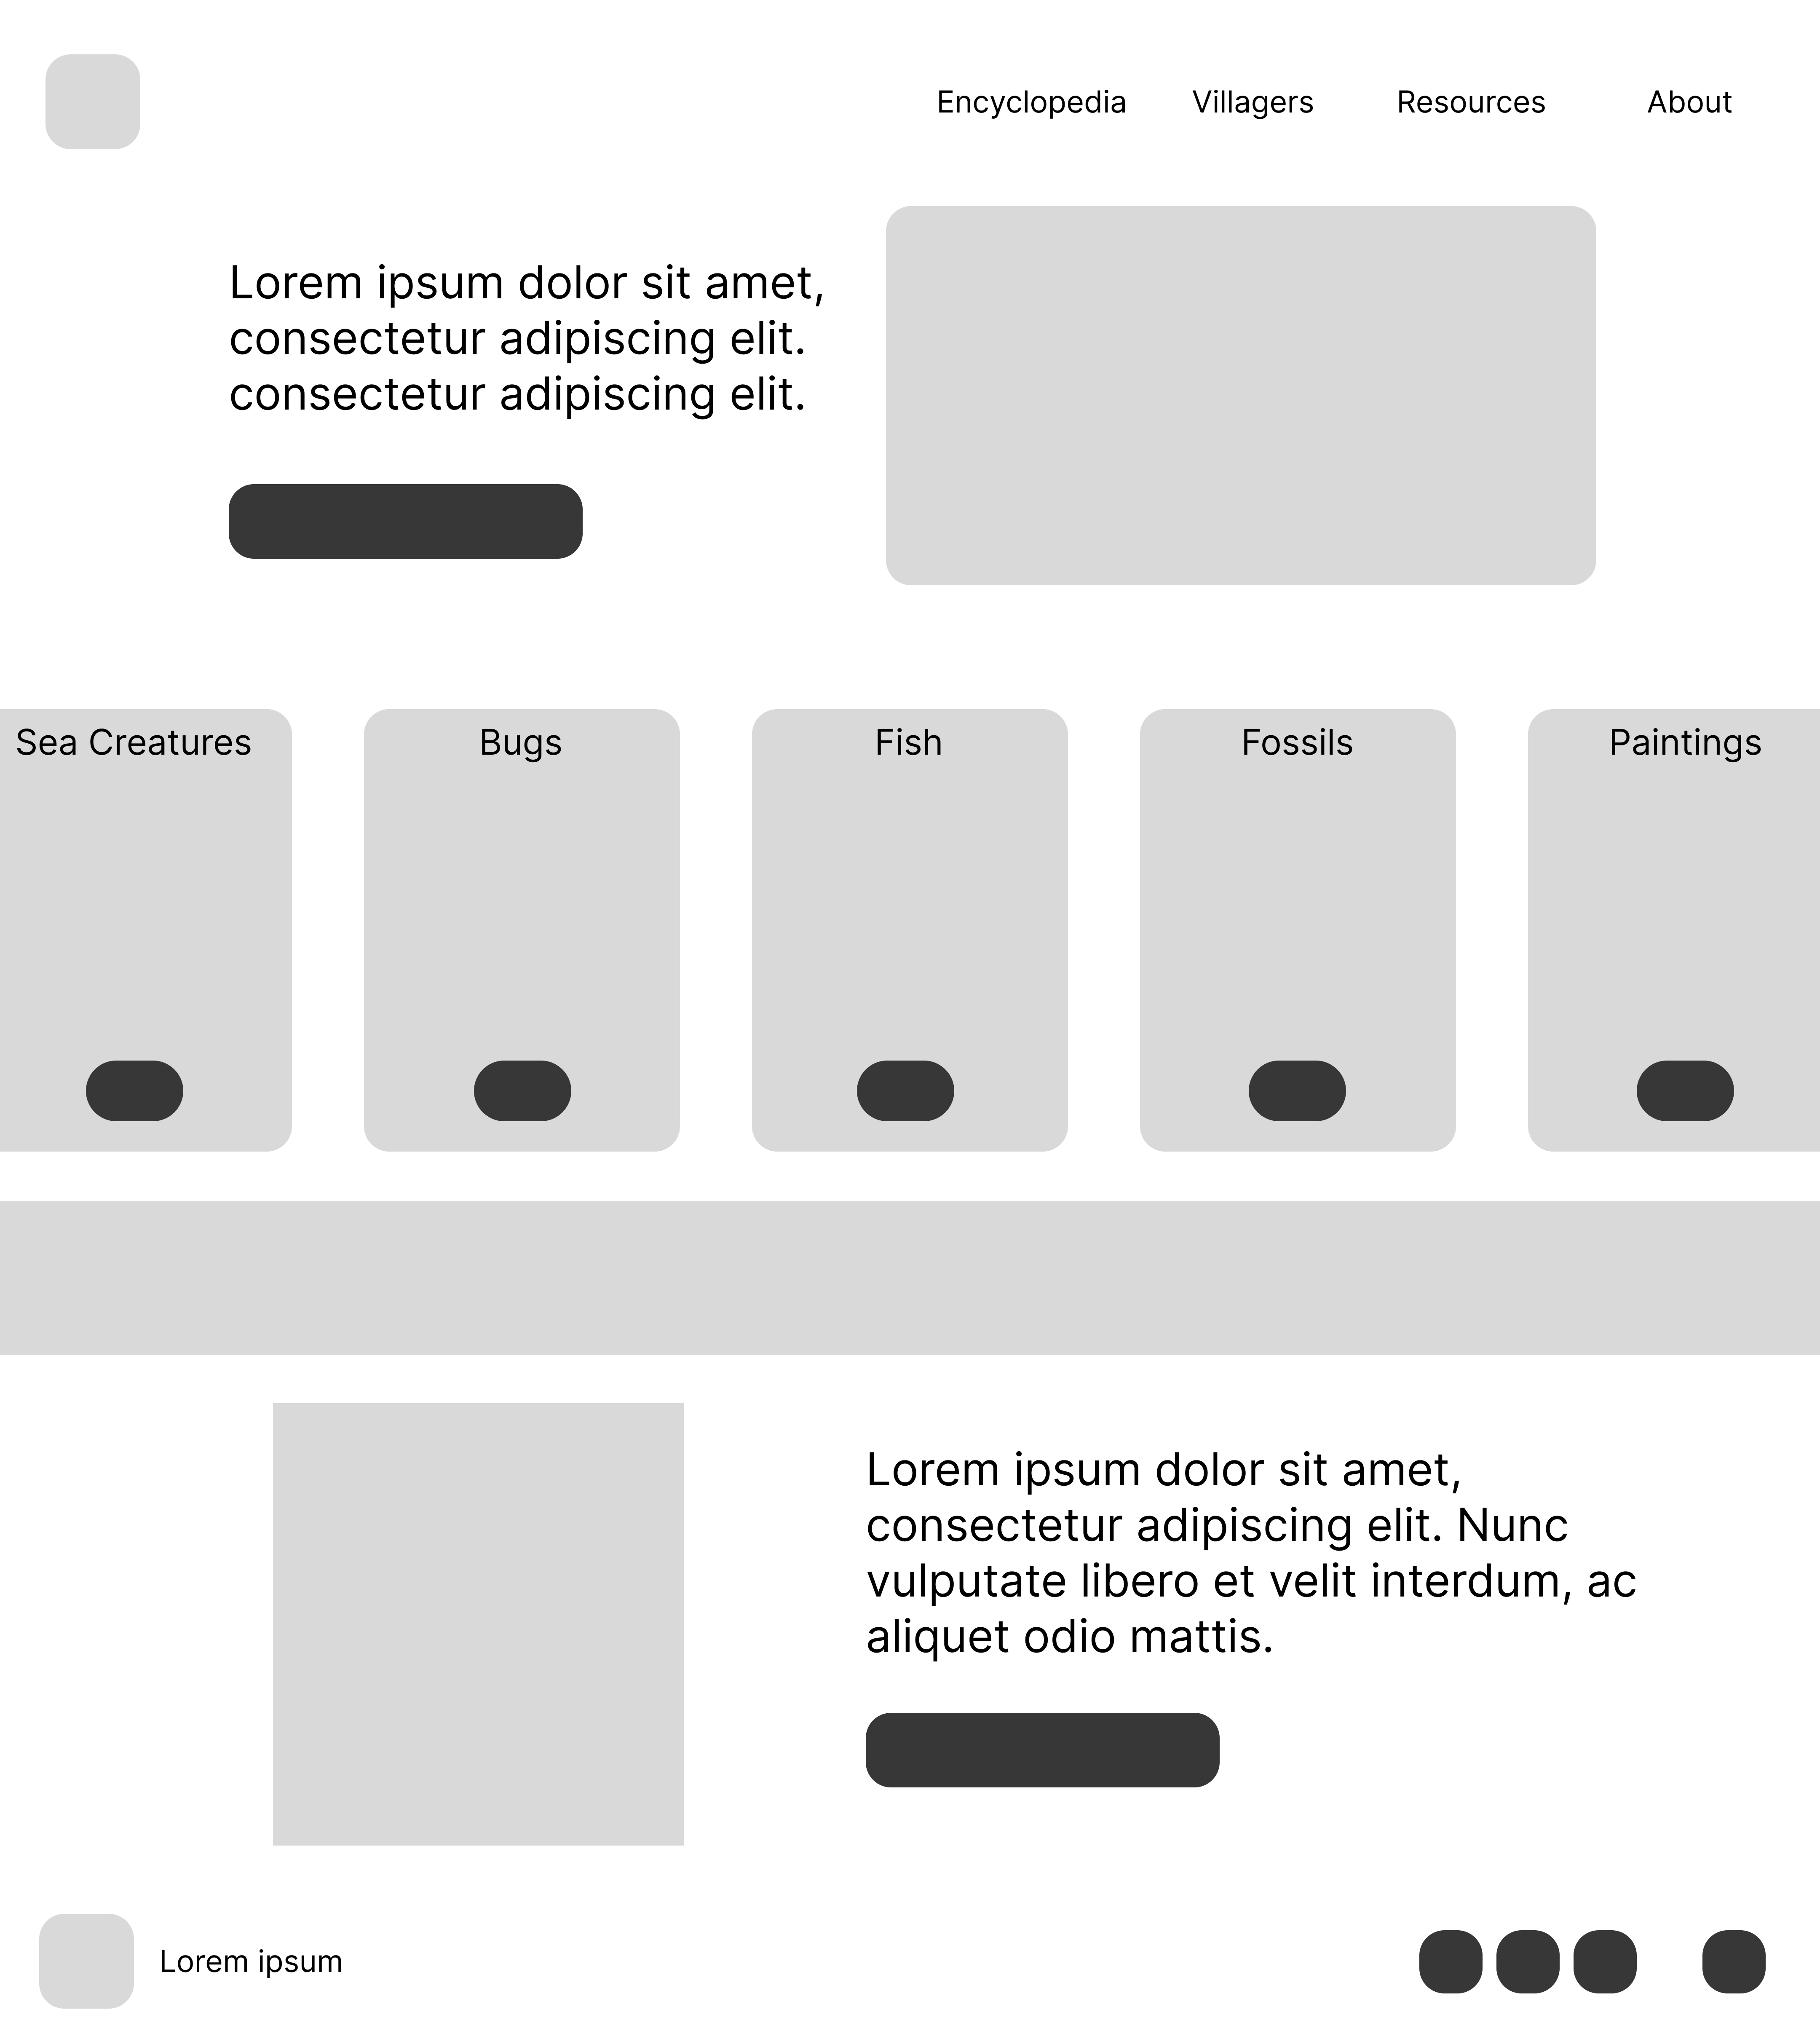 Encyclopedia
Villagers
Resources
About
Lorem ipsum dolor sit amet,
consectetur adipiscing elit.
consectetur adipiscing elit.
Sea Creatures
Bugs
Fish
Fossils
Paintings
Lorem ipsum dolor sit amet,
consectetur adipiscing elit. Nunc
vulputate libero et velit interdum, ac
aliquet odio mattis.
Lorem ipsum